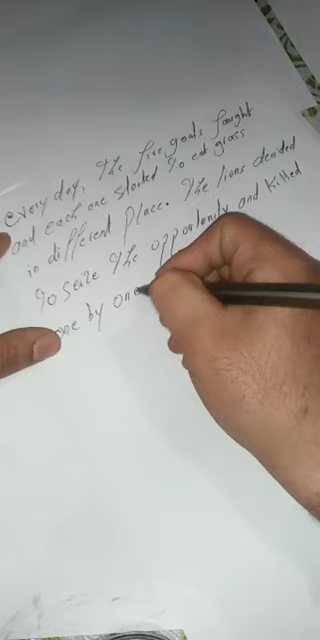 every day, the five goats fought
and each one started to eat grass
in different place. The lions decided
to seize the opportunity and killed
one by one